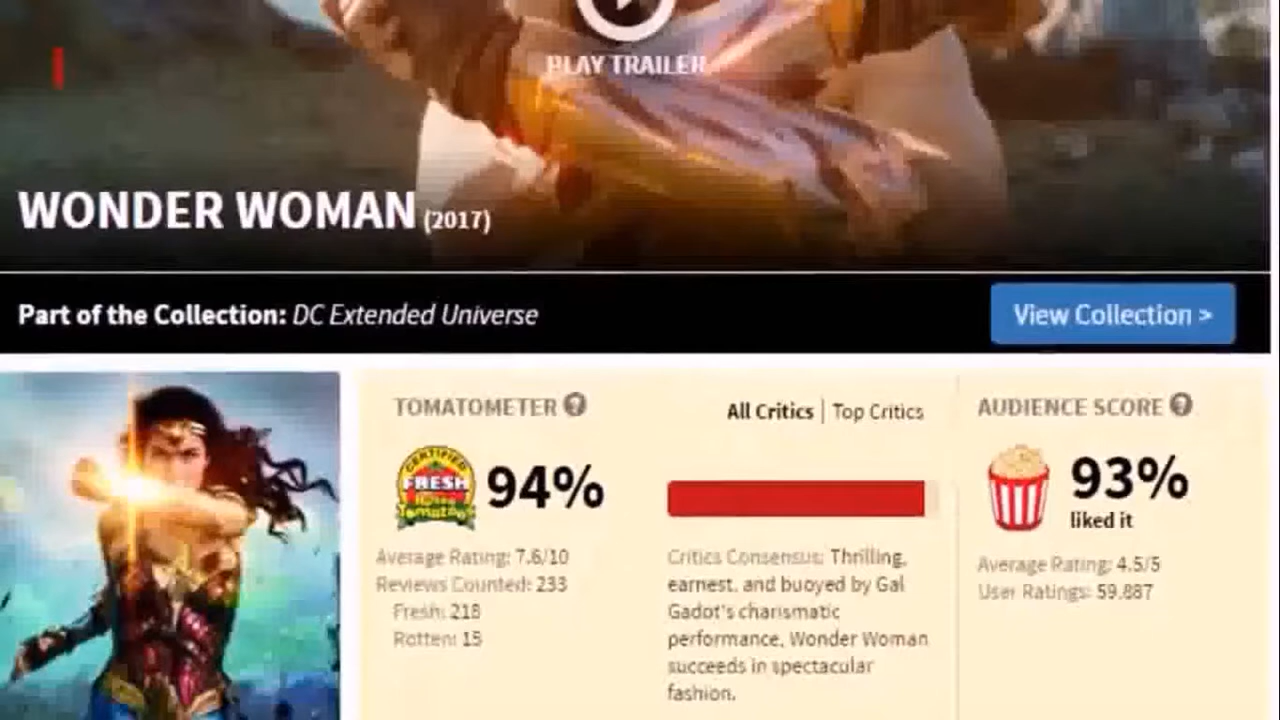 PLAY TRAILER
WONDER WOMAN (2017)
Part of the Collection: DC Extended Universe
View Collection >
TOMATOMETER ?
All Critics | Top Critics
AUDIENCE SCORE ?
CERTIFIED
FRESH
Rotten
Tomatoes
94%
93%
liked it
Average Rating: 7.6/10
Reviews Counted: 233
Fresh: 218
Rotten: 15
Critics Consensus: Thrilling,
earnest, and buoyed by Gal
Gadot's charismatic
performance, Wonder Woman
succeeds in spectacular
fashion.
Average Rating: 4.5/5
User Ratings: 59,887